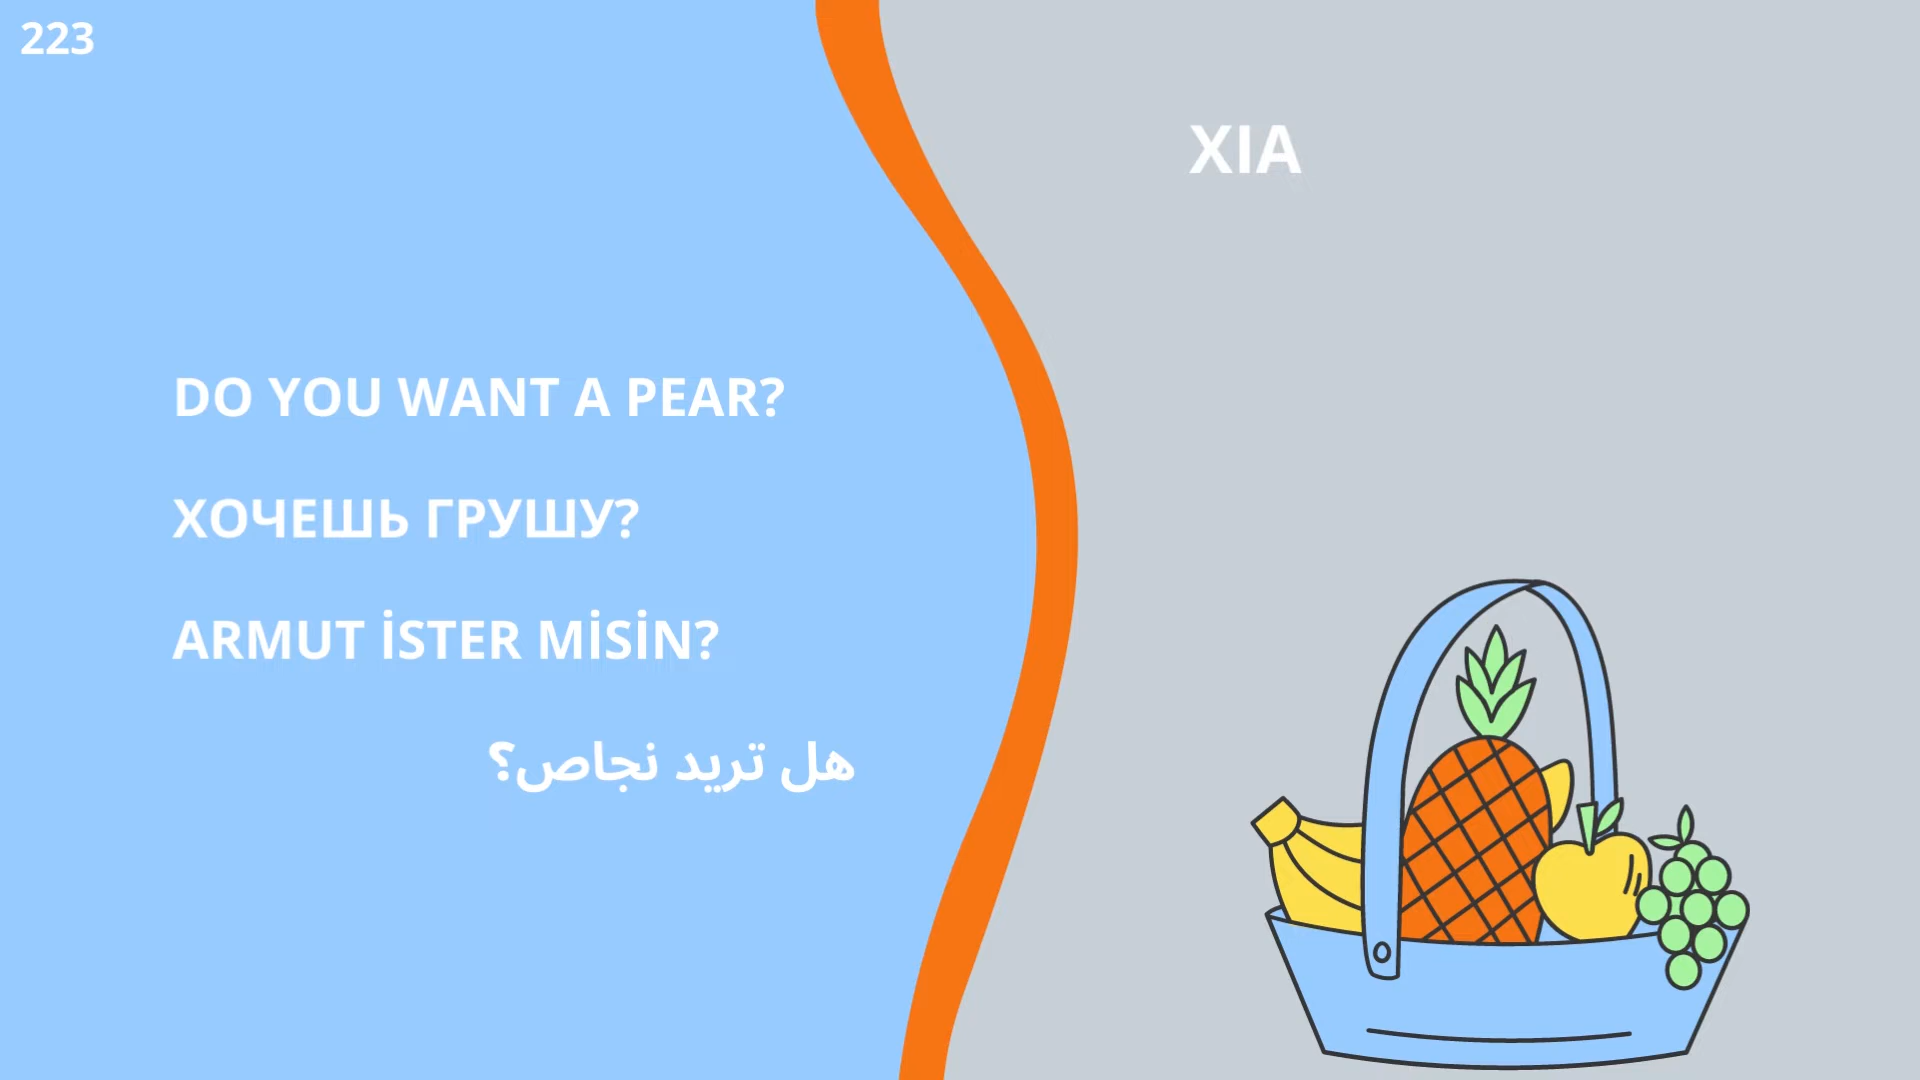 223
XIA
DO YOU WANT A PEAR?
ХОЧЕШЬ ГРУШУ?
ARMUT İSTER MİSİN?
هل تريد نجاص؟